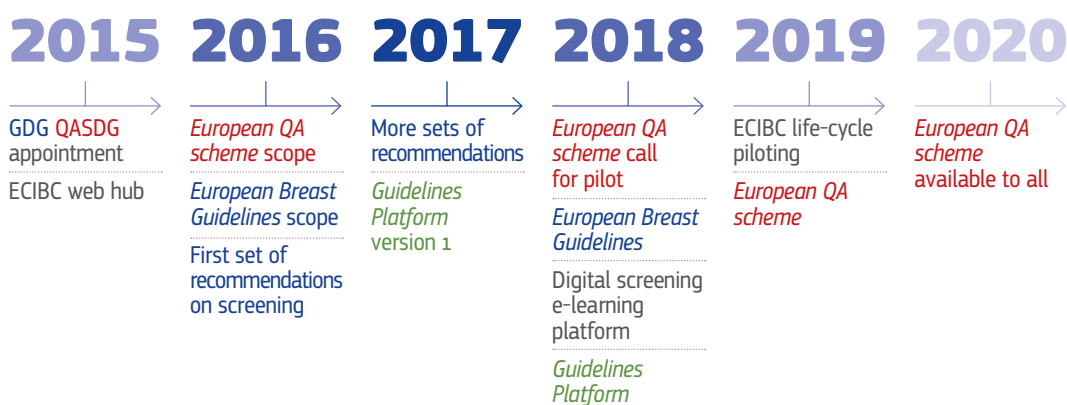 2015
GDG QASDG
appointment
ECIBC web hub
2016
European QA
scheme scope
European Breast
Guidelines scope
First set of
recommendations
on screening
2017
More sets of
recommendations
Guidelines
Platform
version 1
2018
European QA
scheme call
for pilot
European Breast
Guidelines
Digital screening
e-learning
platform
Guidelines
Platform
2019
ECIBC life-cycle
piloting
European QA
scheme
2020
European QA
scheme
available to all